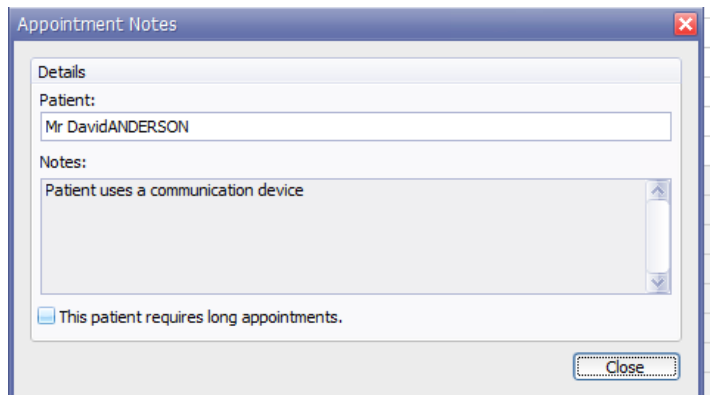 Appointment Notes
Details
Patient:
Mr DavidANDERSON
Notes:
Patient uses a communication device
This patient requires long appointments.
Close